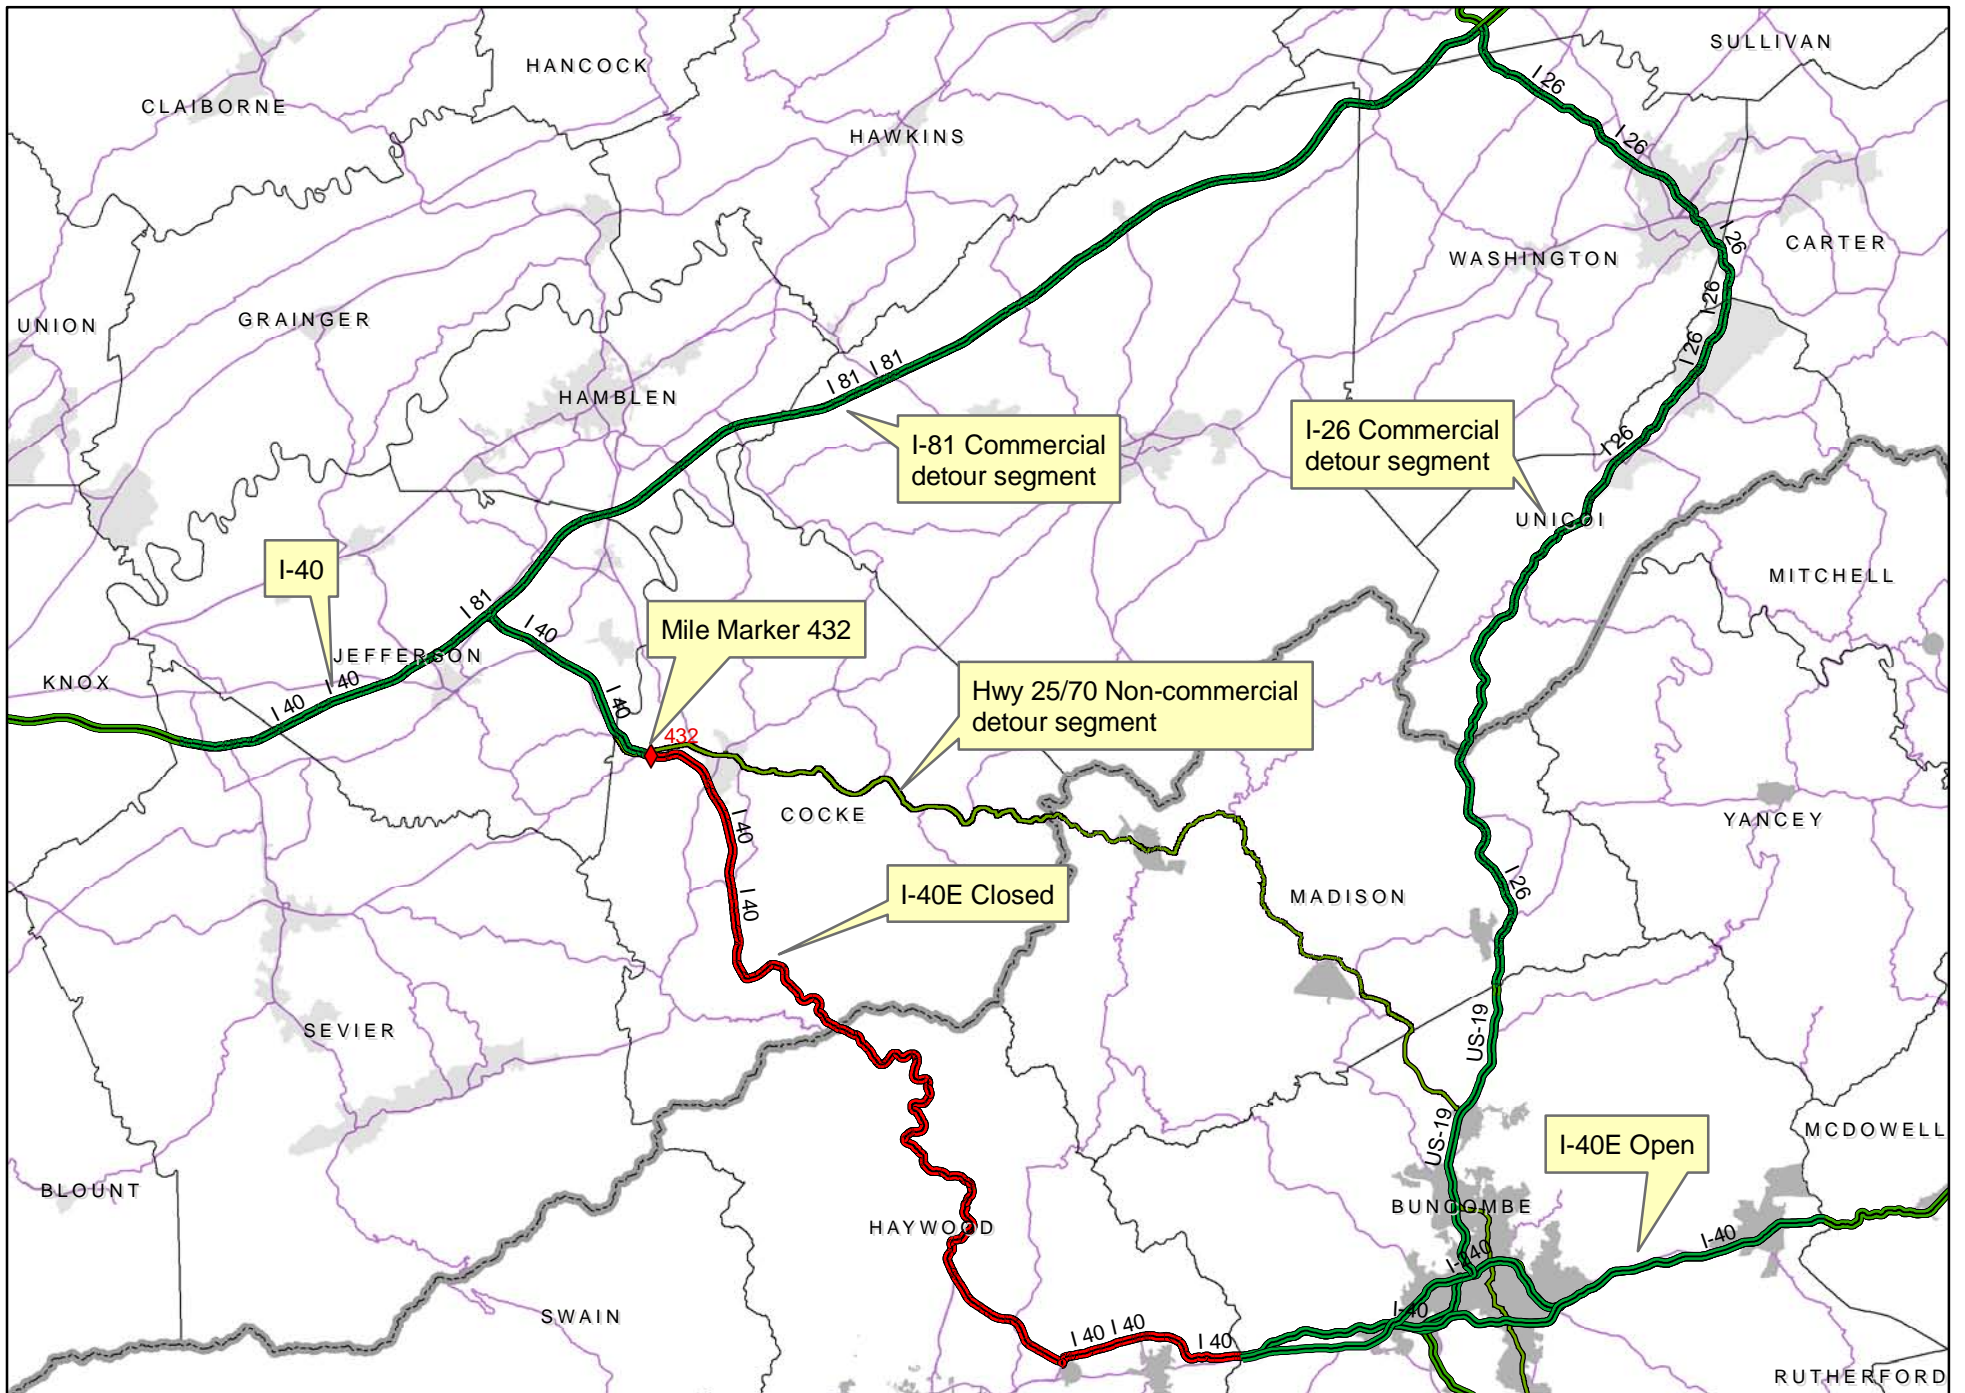 SULLIVAN
HANCOCK
I 26
CLAIBORNE
HAWKINS
I 26
CARTER
I 26
WASHINGTON
I 26
UNION
GRAINGER
I 26
I 81
I 81
HAMBLEN
I-81 Commercial
detour segment
I-26 Commercial
detour segment
I 26
UNICOI
I-40
MITCHELL
I 81
I 40
Mile Marker 432
JEFFERSON
KNOX
I 40
I 40
I 40
432
Hwy 25/70 Non-commercial
detour segment
COCKE
YANCEY
I 40
I 26
I-40E Closed
MADISON
I 40
SEVIER
US-19
US-19
I-40E Open
MCDOWELL
BLOUNT
BUNCOMBE
HAYWOOD
I-40
I-240
SWAIN
I-40
I 40
I 40
I 40
RUTHERFORD